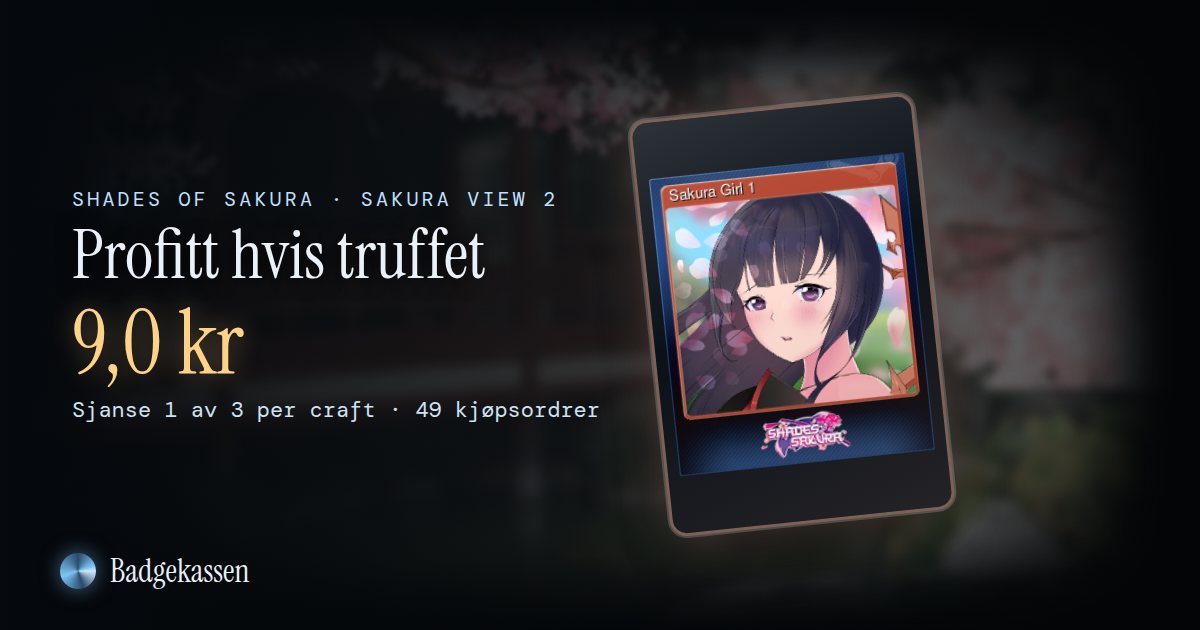 SHADES OF SAKURA · SAKURA VIEW 2
Profitt hvis truffet
9,0 kr
Sjanse 1 av 3 per craft · 49 kjøpsordrer
Sakura Girl 1
SHADES SAKURA
Badgekassen